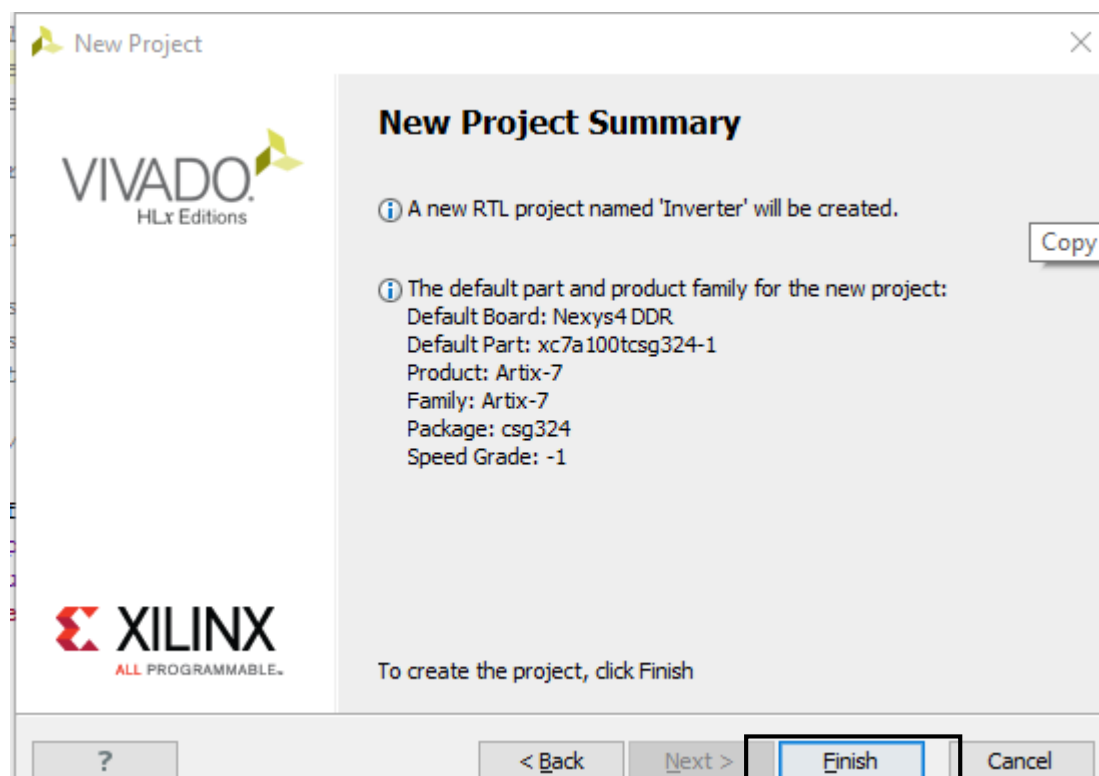 New Project
VIVADO.
HLx Editions
New Project Summary
A new RTL project named 'Inverter' will be created.
Copy
The default part and product family for the new project:
Default Board: Nexys4 DDR
Default Part: xc7a100tcsg324-1
Product: Artix-7
Family: Artix-7
Package: csg324
Speed Grade: -1
XILINX
ALL PROGRAMMABLE™
To create the project, click Finish
?
< Back
Next >
Finish
Cancel